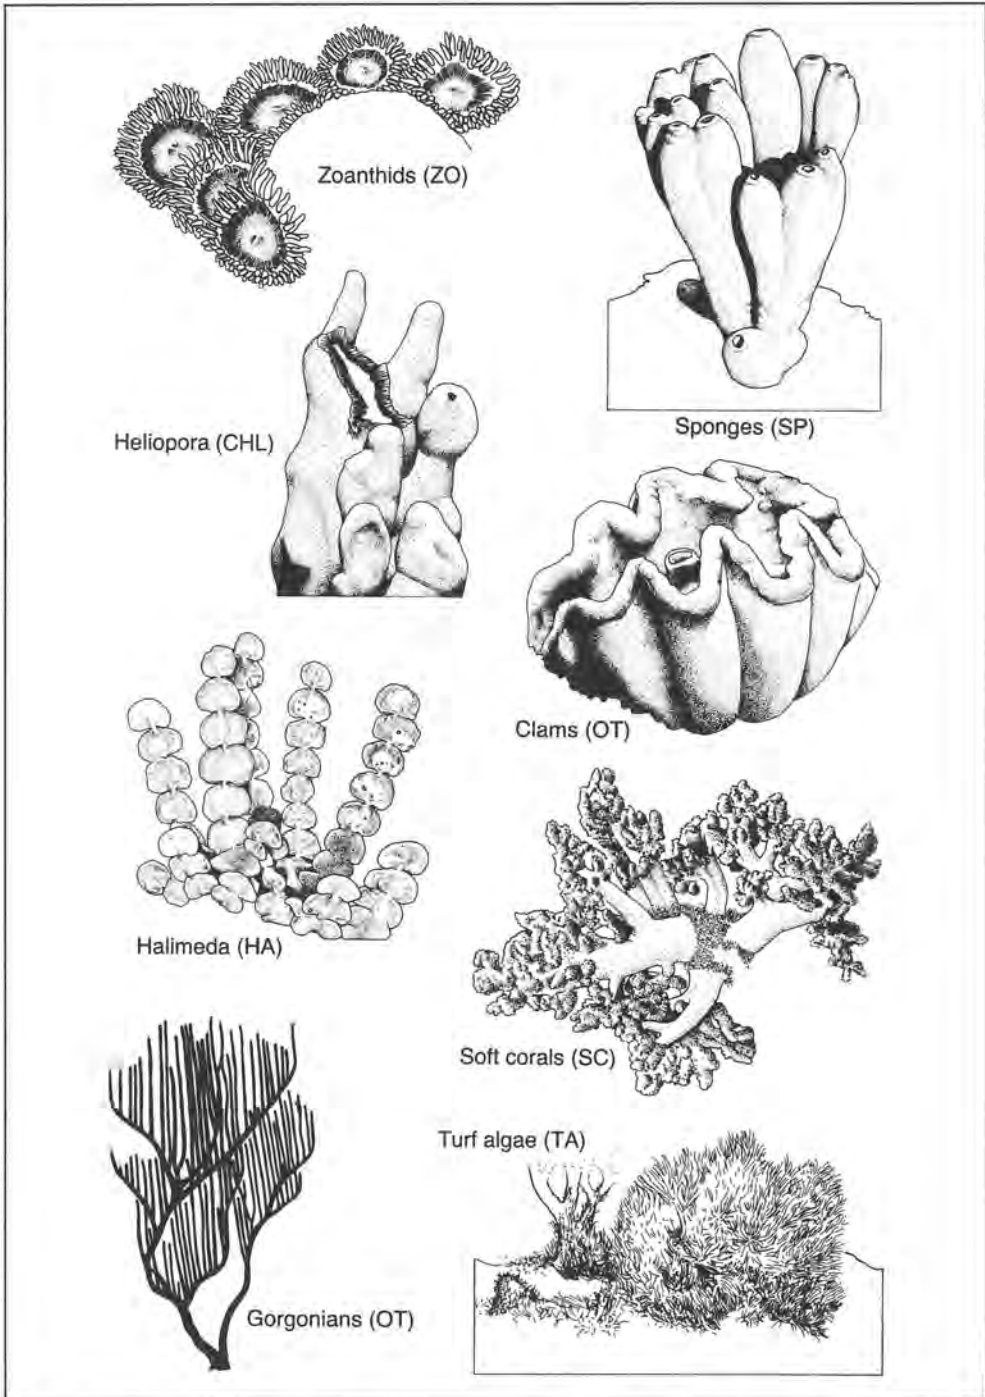 Zoanthids (ZO)
Sponges (SP)
Heliopora (CHL)
Clams (OT)
Halimeda (HA)
Soft corals (SC)
Turf algae (TA)
Gorgonians (OT)